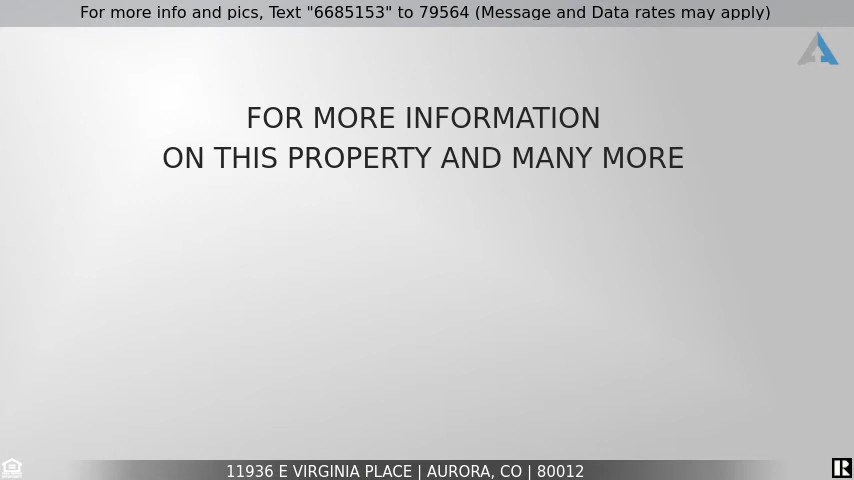 For more info and pics, Text "6685153" to 79564 (Message and Data rates may apply)
FOR MORE INFORMATION
ON THIS PROPERTY AND MANY MORE
11936 E VIRGINIA PLACE | AURORA, CO | 80012